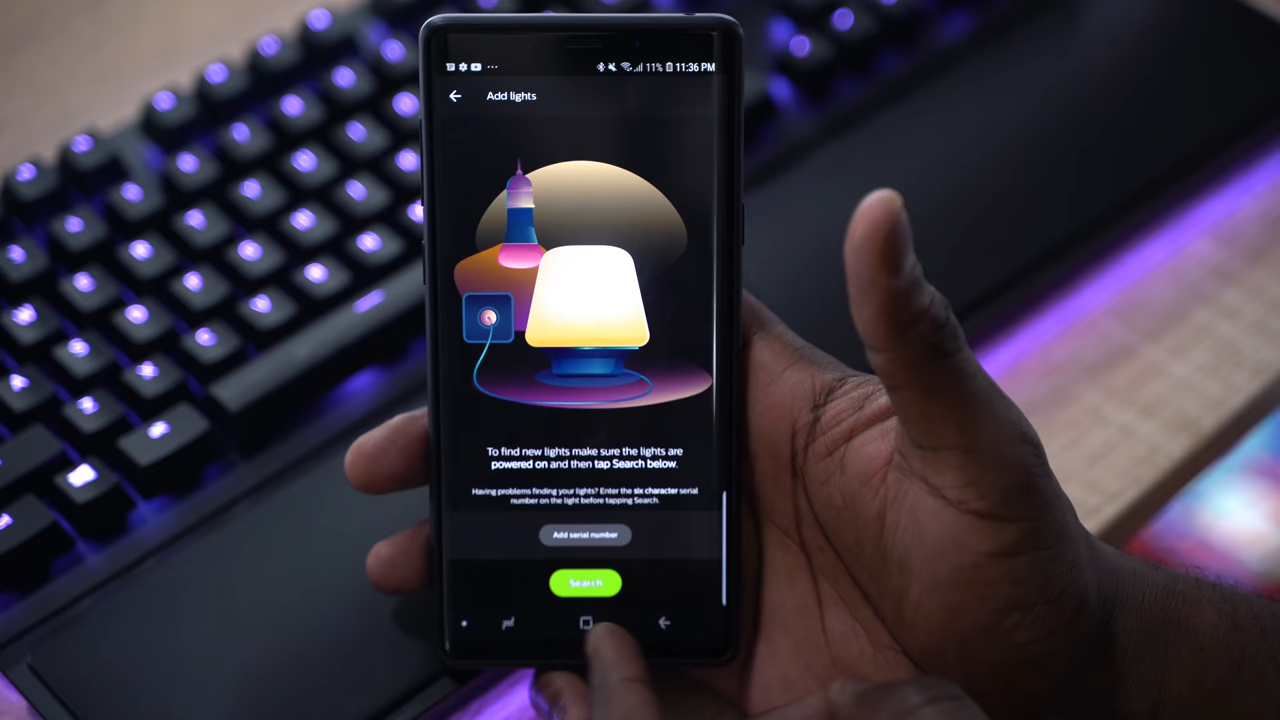 11% 11:36 PM
Add lights
To find new lights make sure the lights are
powered on and then tap Search below.
Having problems finding your lights? Enter the six character serial
number on the light before tapping Search.
Add serial number
Search